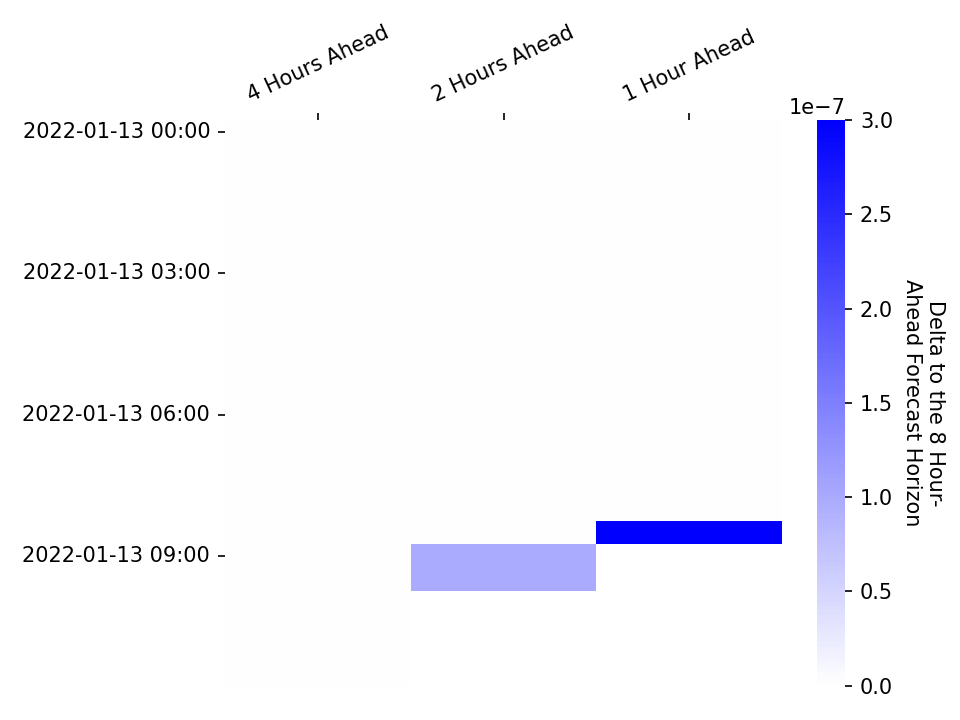 4 Hours Ahead
2 Hours Ahead
1 Hour Ahead
1e−7
2022-01-13 00:00
2022-01-13 03:00
2022-01-13 06:00
2022-01-13 09:00
3.0
2.5
2.0
1.5
1.0
0.5
0.0
Delta to the 8 Hour-
Ahead Forecast Horizon